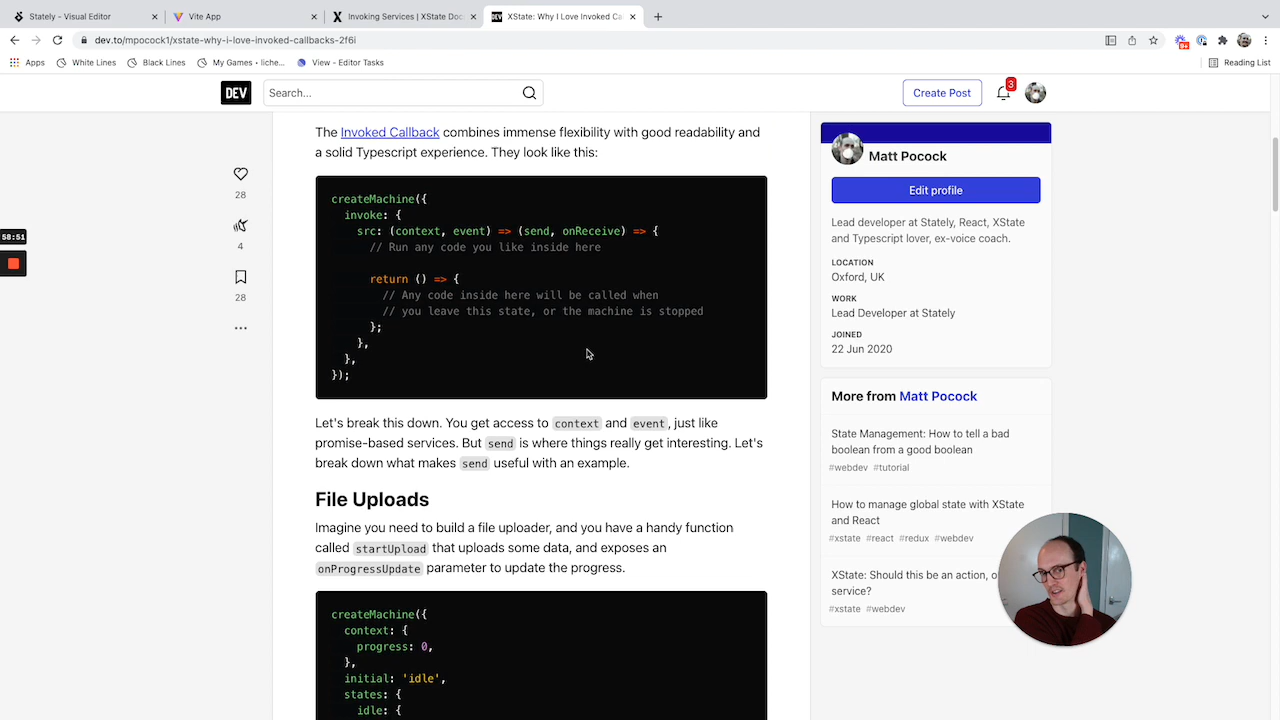 Stately - Visual Editor
Vite App
Invoking Services | XState Doc
XState: Why I Love Invoked Ca
dev.to/mpocock1/xstate-why-i-love-invoked-callbacks-2f6i
Apps
White Lines
Black Lines
My Games · liche...
View - Editor Tasks
Reading List
DEV
Search...
Create Post
3
The Invoked Callback combines immense flexibility with good readability and
a solid Typescript experience. They look like this:
28
4
28
58:51
createMachine({
invoke: {
src: (context, event) => (send, onReceive) => {
// Run any code you like inside here
return () => {
// Any code inside here will be called when
// you leave this state, or the machine is stopped
};
},
},
});
Let's break this down. You get access to context and event, just like
promise-based services. But send is where things really get interesting. Let's
break down what makes send useful with an example.
File Uploads
Imagine you need to build a file uploader, and you have a handy function
called startUpload that uploads some data, and exposes an
onProgressUpdate parameter to update the progress.
createMachine({
context: {
progress: 0,
},
initial: 'idle',
states: {
idle: {
Matt Pocock
Edit profile
Lead developer at Stately, React, XState
and Typescript lover, ex-voice coach.
LOCATION
Oxford, UK
WORK
Lead Developer at Stately
JOINED
22 Jun 2020
More from Matt Pocock
State Management: How to tell a bad
boolean from a good boolean
#webdev #tutorial
How to manage global state with XState
and React
#xstate #react #redux #webdev
XState: Should this be an action, o
service?
#xstate #webdev